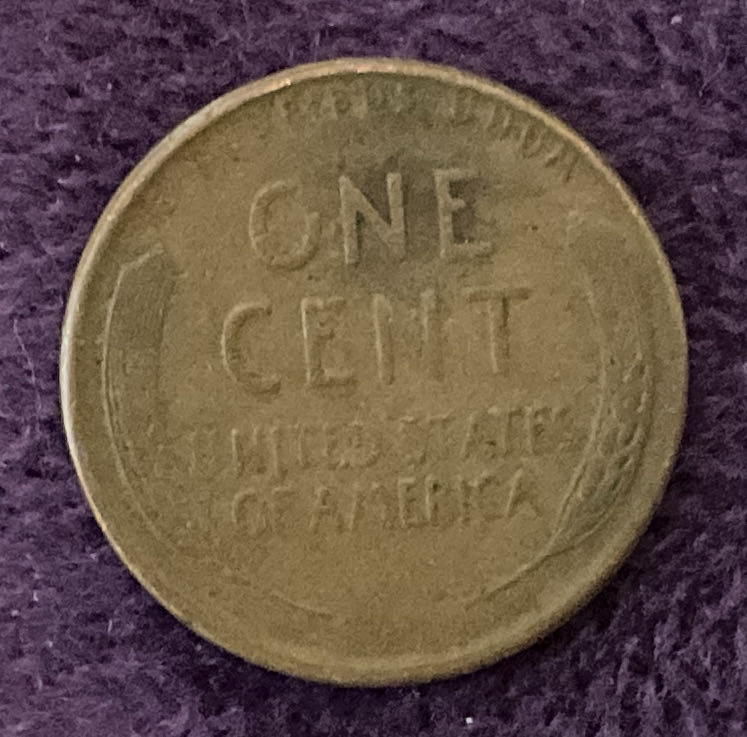 ONE
CENT
UNITED STATES
OF AMERICA